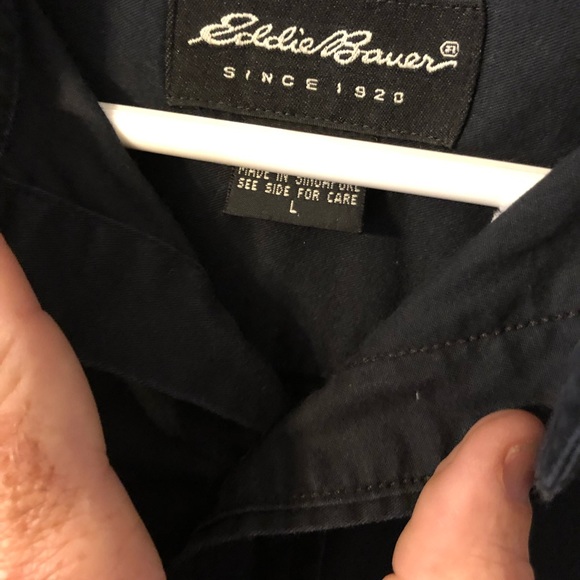 Eddie Bauer®
SINCE 1920
MADE IN SINGAPORE
SEE SIDE FOR CARE
L